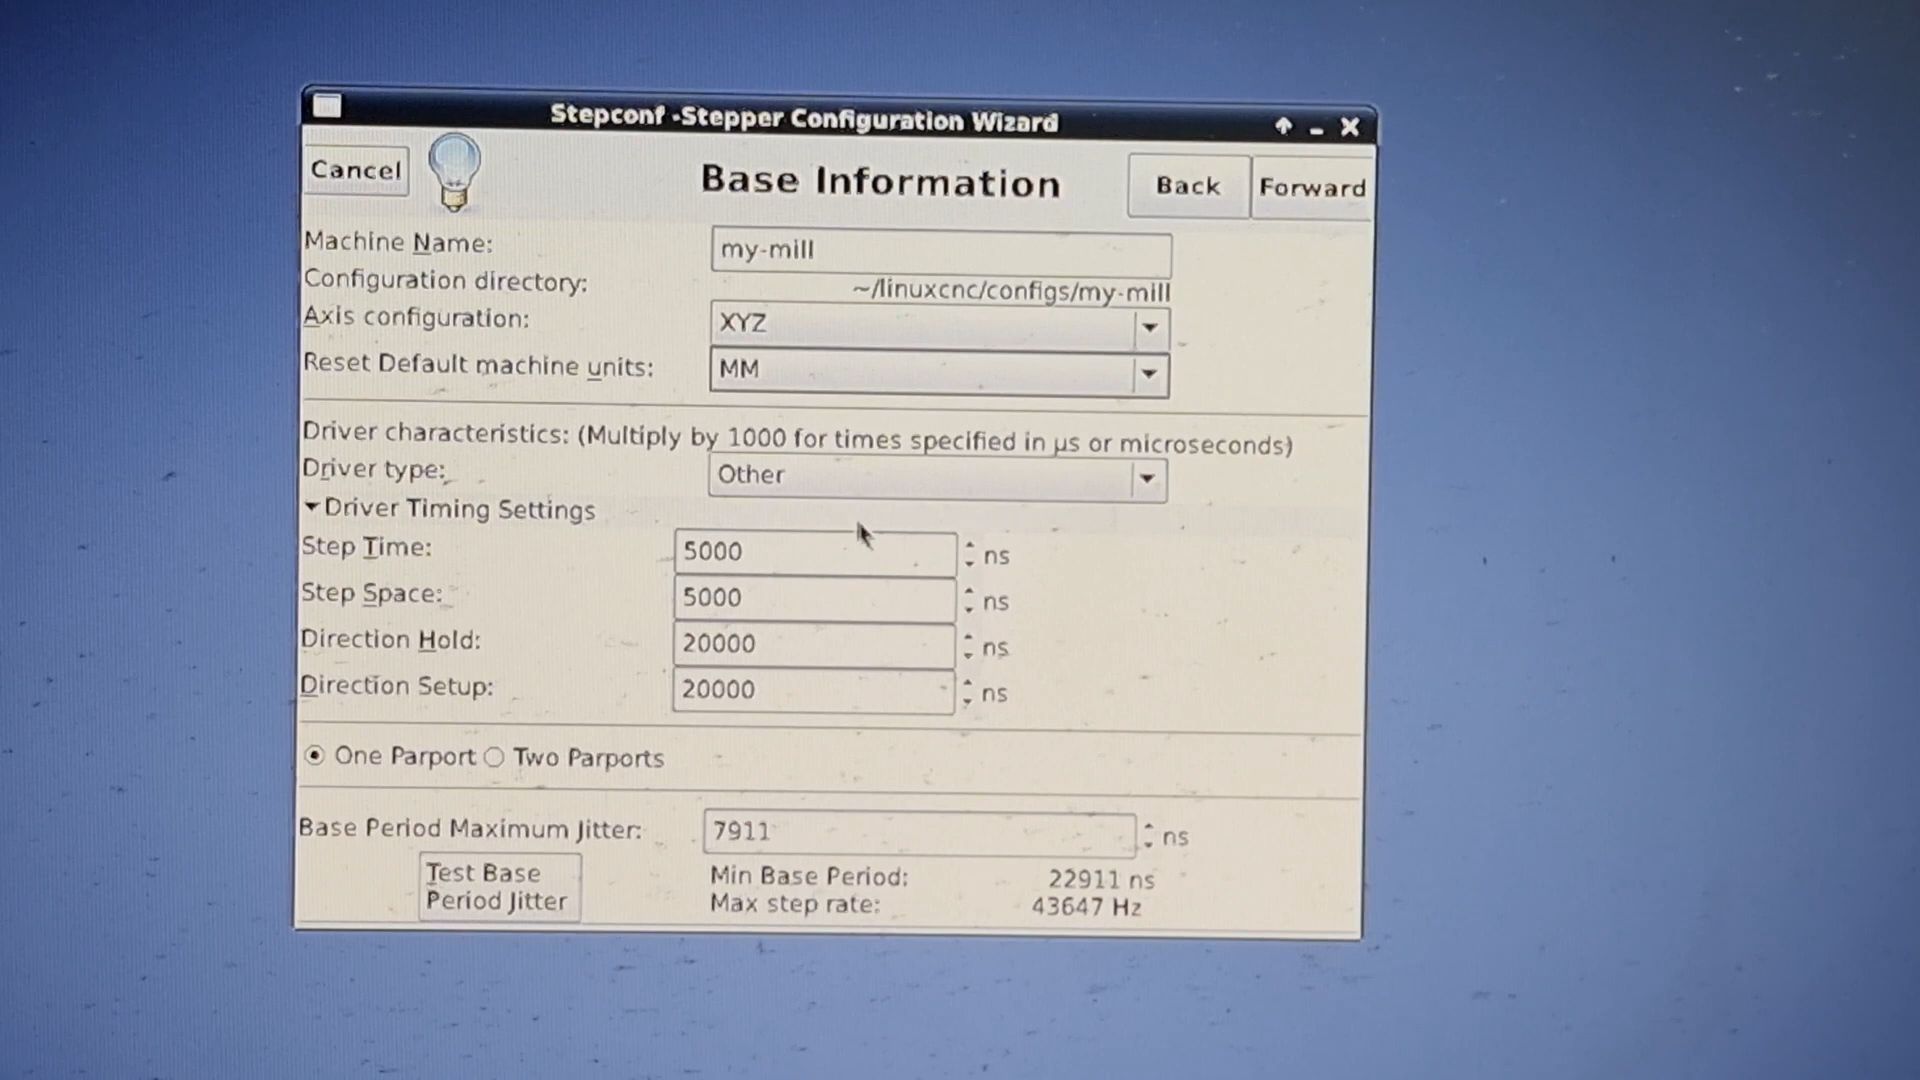 Stepconf -Stepper Configuration Wizard
Cancel
Base Information
Back
Forward
Machine Name:
my-mill
Configuration directory:
~/linuxcnc/configs/my-mill
Axis configuration:
XYZ
Reset Default machine units:
MM
Driver characteristics: (Multiply by 1000 for times specified in µs or microseconds)
Driver type:
Other
Driver Timing Settings
Step Time:
5000
ns
Step Space:
5000
ns
Direction Hold:
20000
ns
Direction Setup:
20000
ns
One Parport
Two Parports
Base Period Maximum Jitter:
7911
ns
Test Base
Period Jitter
Min Base Period:
22911 ns
Max step rate:
43647 Hz